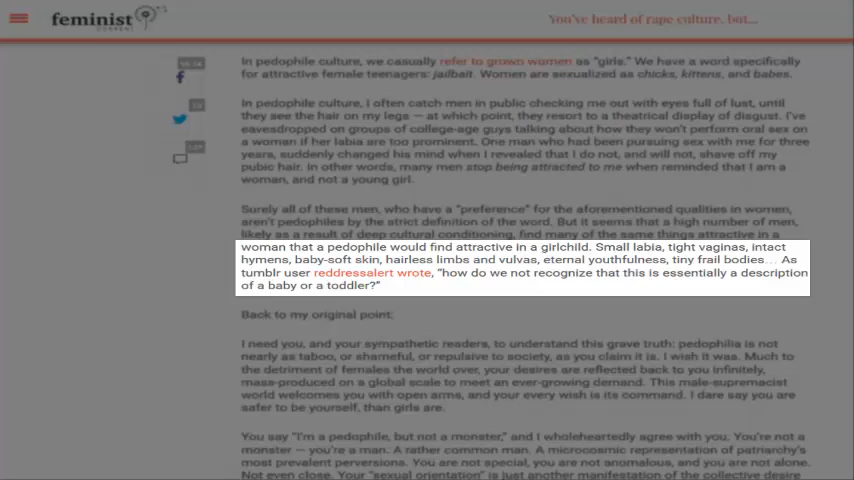 feminist
CURRENT
You've heard of rape culture, but...
In pedophile culture, we casually refer to grown women as "girls." We have a word specifically
for attractive female teenagers: jailbait. Women are sexualized as chicks, kittens, and babes.
In pedophile culture, I often catch men in public checking me out with eyes full of lust, until
they see the hair on my legs — at which point, they resort to a theatrical display of disgust. I've
eavesdropped on groups of college-age guys talking about how they won't perform oral sex on
a woman if her labia are too prominent. One man who had been pursuing sex with me for three
years, suddenly changed his mind when I revealed that I do not, and will not, shave off my
pubic hair. In other words, many men stop being attracted to me when reminded that I am a
woman, and not a young girl.
Surely all of these men, who have a "preference" for the aforementioned qualities in women,
aren't pedophiles by the strict definition of the word. But it seems that a high number of men,
likely as a result of deep cultural conditioning, find many of the same things attractive in a
woman that a pedophile would find attractive in a girlchild. Small labia, tight vaginas, intact
hymens, baby-soft skin, hairless limbs and vulvas, eternal youthfulness, tiny frail bodies… As
tumblr user reddressalert wrote, "how do we not recognize that this is essentially a description
of a baby or a toddler?"
Back to my original point:
I need you, and your sympathetic readers, to understand this grave truth: pedophilia is not
nearly as taboo, or shameful, or repulsive to society, as you claim it is. I wish it was. Much to
the detriment of females the world over, your desires are reflected back to you infinitely,
mass-produced on a global scale to meet an ever-growing demand. This male-supremacist
world welcomes you with open arms, and your every wish is its command. I dare say you are
safer to be yourself, than girls are.
You say "I'm a pedophile, but not a monster," and I wholeheartedly agree with you. You're not a
monster — you're a man. A rather common man. A microcosmic representation of patriarchy's
most prevalent perversions. You are not special, you are not anomalous, and you are not alone.
Not even close. Your "sexual orientation" is just another manifestation of the collective desire